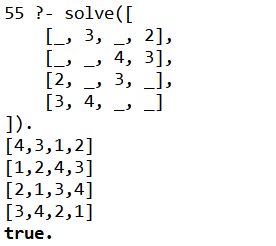 55 ?- solve([
    [_, 3, _, 2],
    [_, _, 4, 3],
    [2, _, 3, _],
    [3, 4, _, _]
]).
[4,3,1,2]
[1,2,4,3]
[2,1,3,4]
[3,4,2,1]
true.